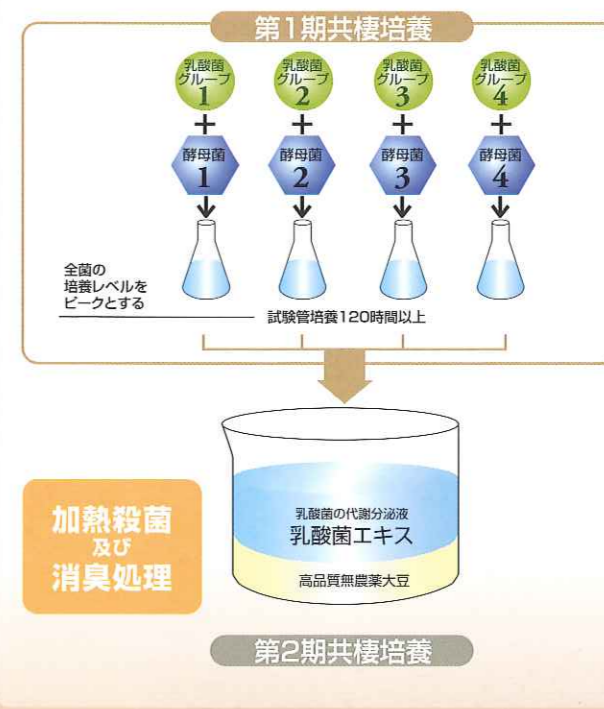 第1期共棲培養
乳酸菌
グループ
1
乳酸菌
グループ
2
乳酸菌
グループ
3
乳酸菌
グループ
4
+
+
+
+
酵母菌
1
酵母菌
2
酵母菌
3
酵母菌
4
全菌の
培養レベルを
ピークとする
試験管培養120時間以上
乳酸菌の代謝分泌液
乳酸菌エキス
高品質無農薬大豆
加熱殺菌
及び
消臭処理
第2期共棲培養